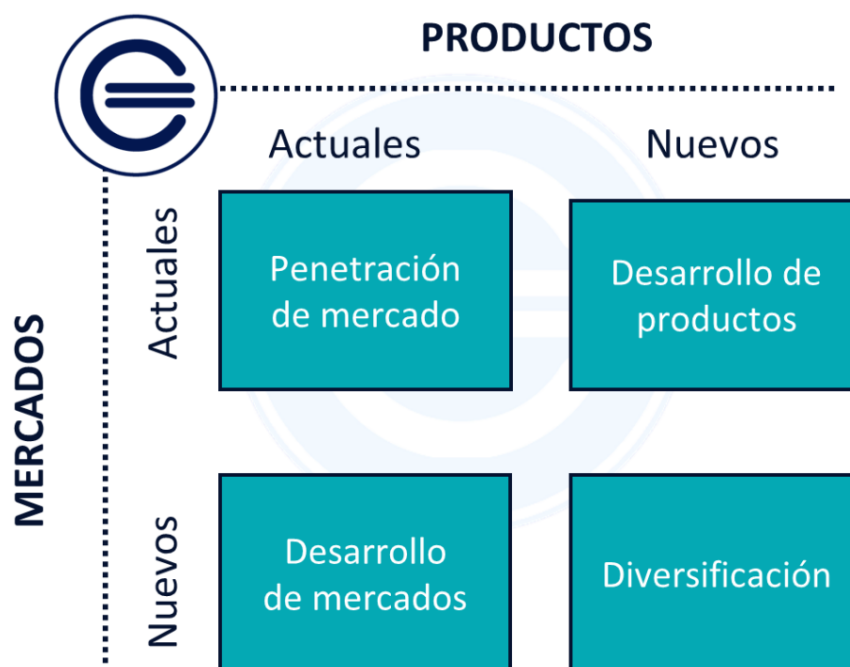 PRODUCTOS
Actuales
Nuevos
MERCADOS
Actuales
Penetración
de mercado
Desarrollo de
productos
Nuevos
Desarrollo
de mercados
Diversificación